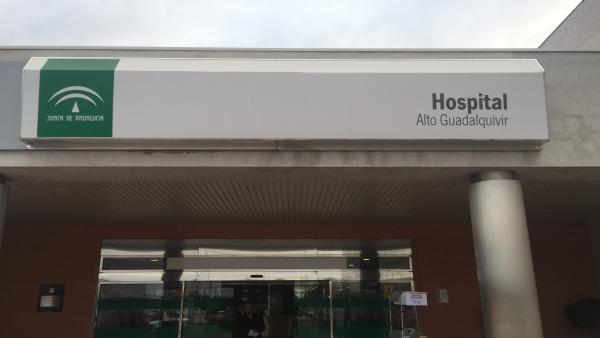 JUNTA DE ANDALUCIA
Hospital
Alto Guadalquivir